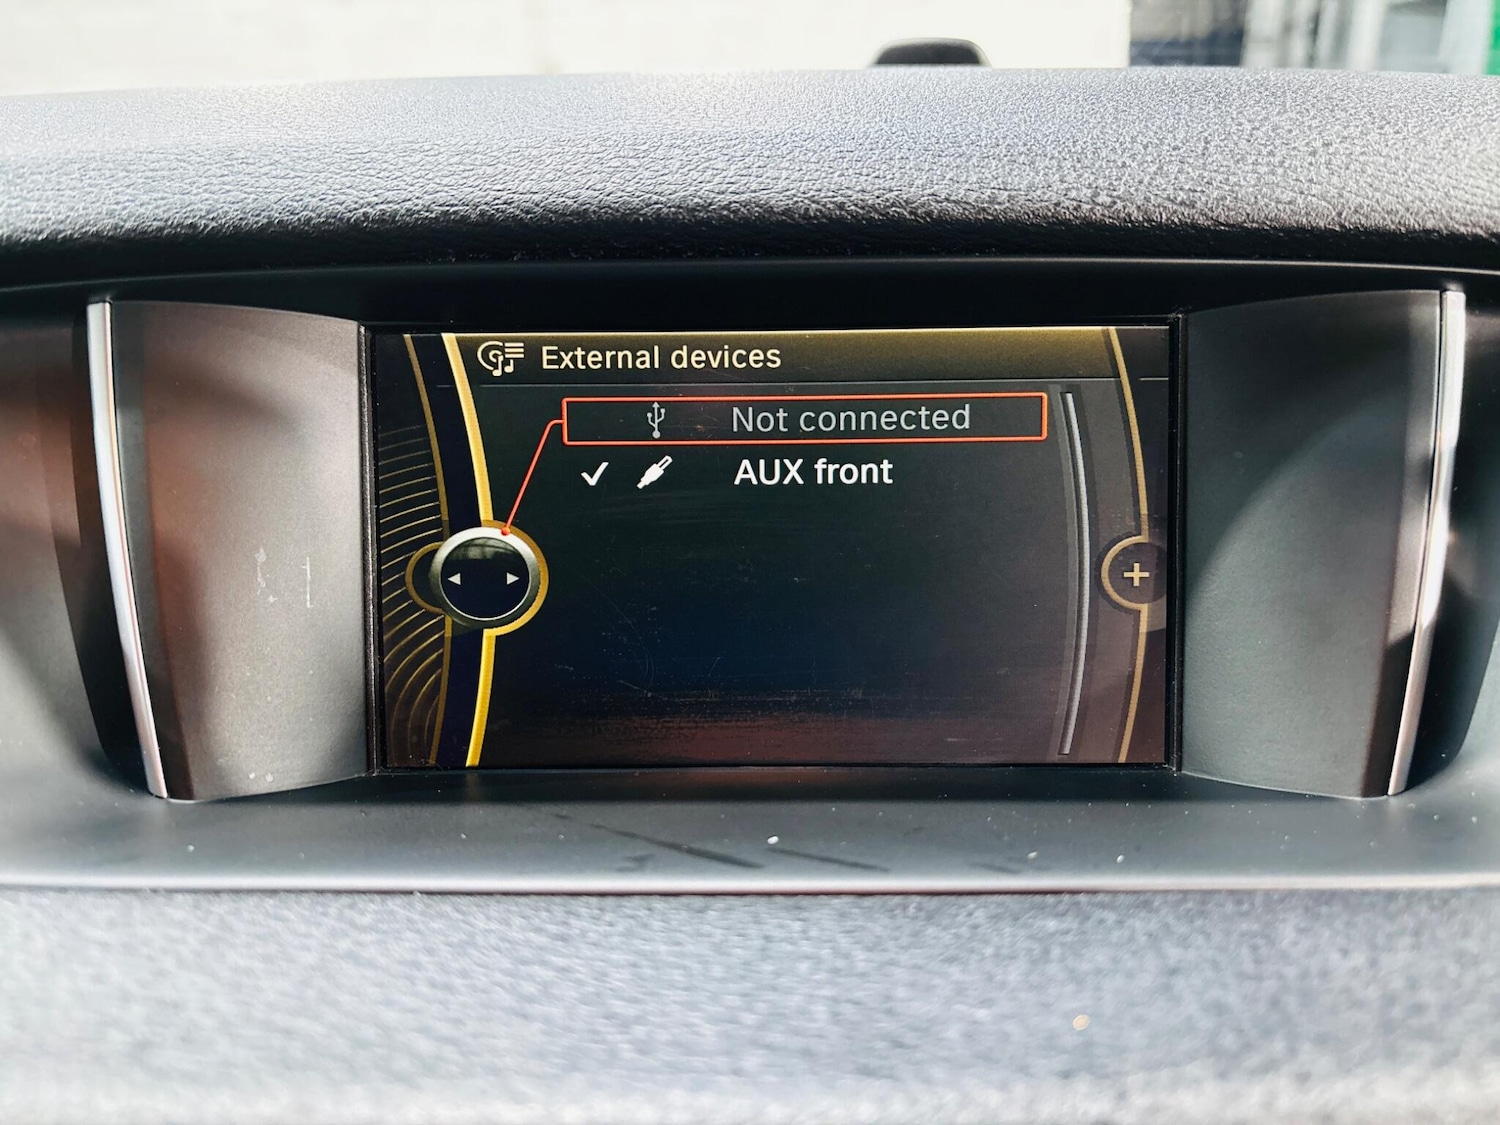 External devices
Not connected
AUX front